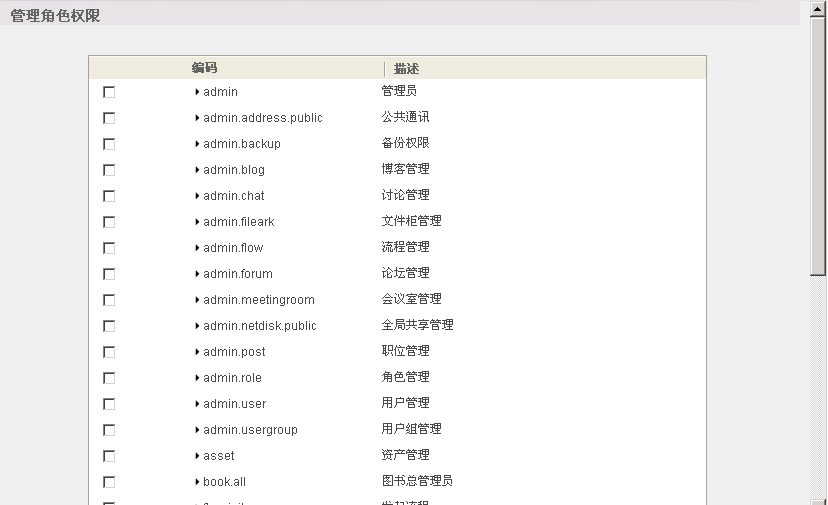 管理角色权限
编码 描述
admin 管理员
admin.address.public 公共通讯
admin.backup 备份权限
admin.blog 博客管理
admin.chat 讨论管理
admin.fileark 文件柜管理
admin.flow 流程管理
admin.forum 论坛管理
admin.meetingroom 会议室管理
admin.netdisk.public 全局共享管理
admin.post 职位管理
admin.role 角色管理
admin.user 用户管理
admin.usergroup 用户组管理
asset 资产管理
book.all 图书总管理员